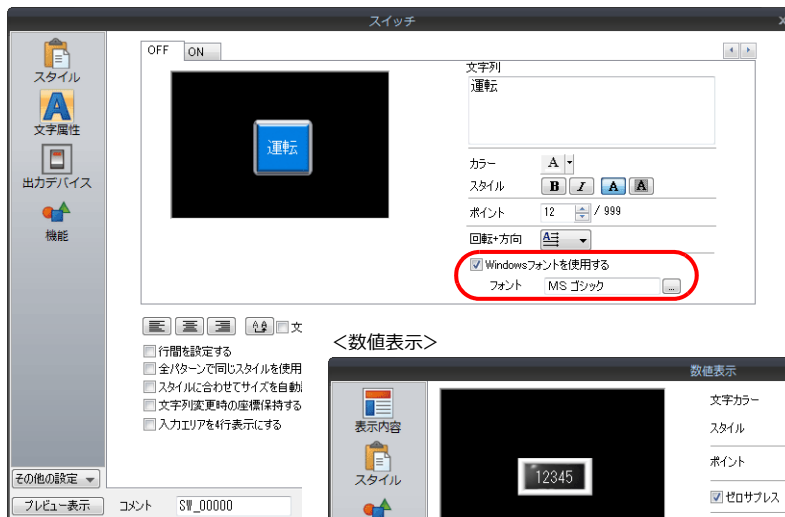 スイッチ
スタイル
文字属性
出力デバイス
機能
その他の設定
プレビュー表示
コメント SW_00000
OFF ON
運転
文字列
運転
カラー A
スタイル B I A A
ポイント 12 / 999
回転+方向 A
Windowsフォントを使用する
フォント MS ゴシック ...
文
行間を設定する
全パターンで同じスタイルを使用
スタイルに合わせてサイズを自動
文字列変更時の座標保持する
入力エリアを4行表示にする
<数値表示>
数値表示
表示内容
スタイル
12345
文字カラー
スタイル
ポイント
ゼロサプレス